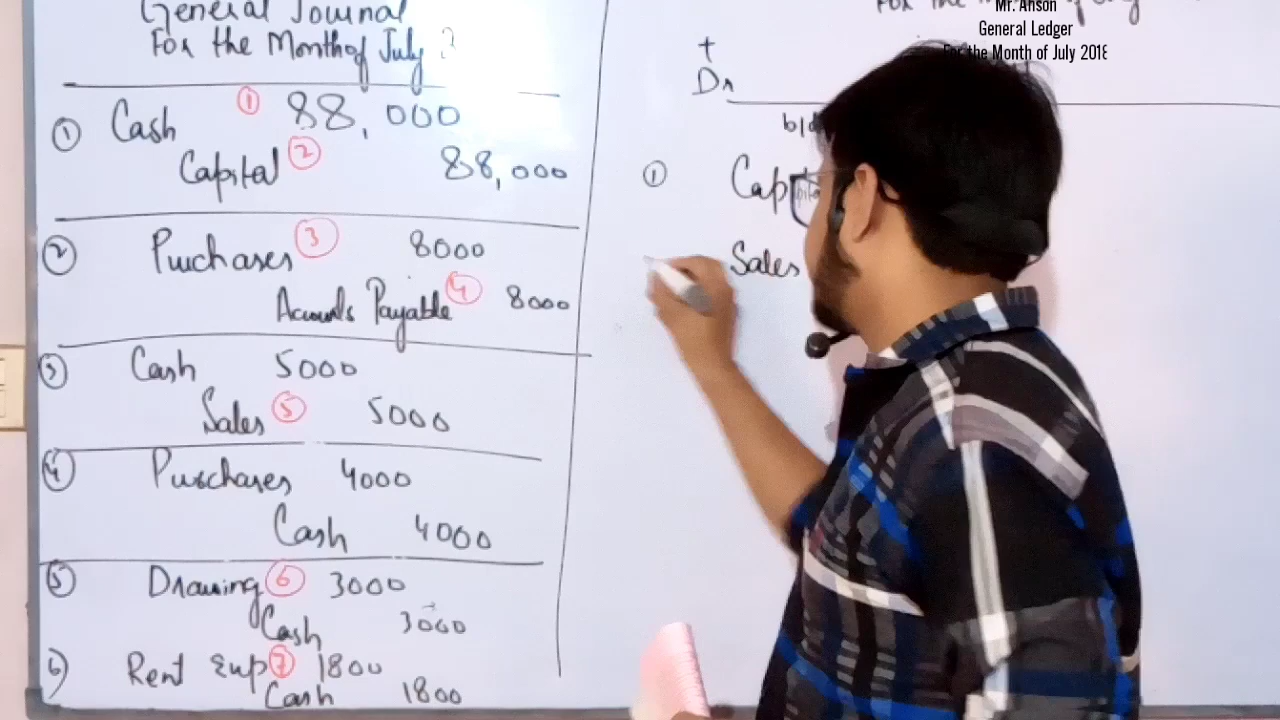 General Journal
For the Month of July ?
① Cash ① 88,000
Capital ② 88,000
② Purchases ③ 8000
Accounts Payable ④ 8000
③ Cash 5000
Sales ⑤ 5000
④ Purchases 4000
Cash 4000
⑤ Drawing ⑥ 3000
Cash 3000
6) Rent Exp ⑦ 1800
Cash 1800
Mr. Ahson
General Ledger
For the Month of July 2018
+
Dr
b/d
① Capital
Sales